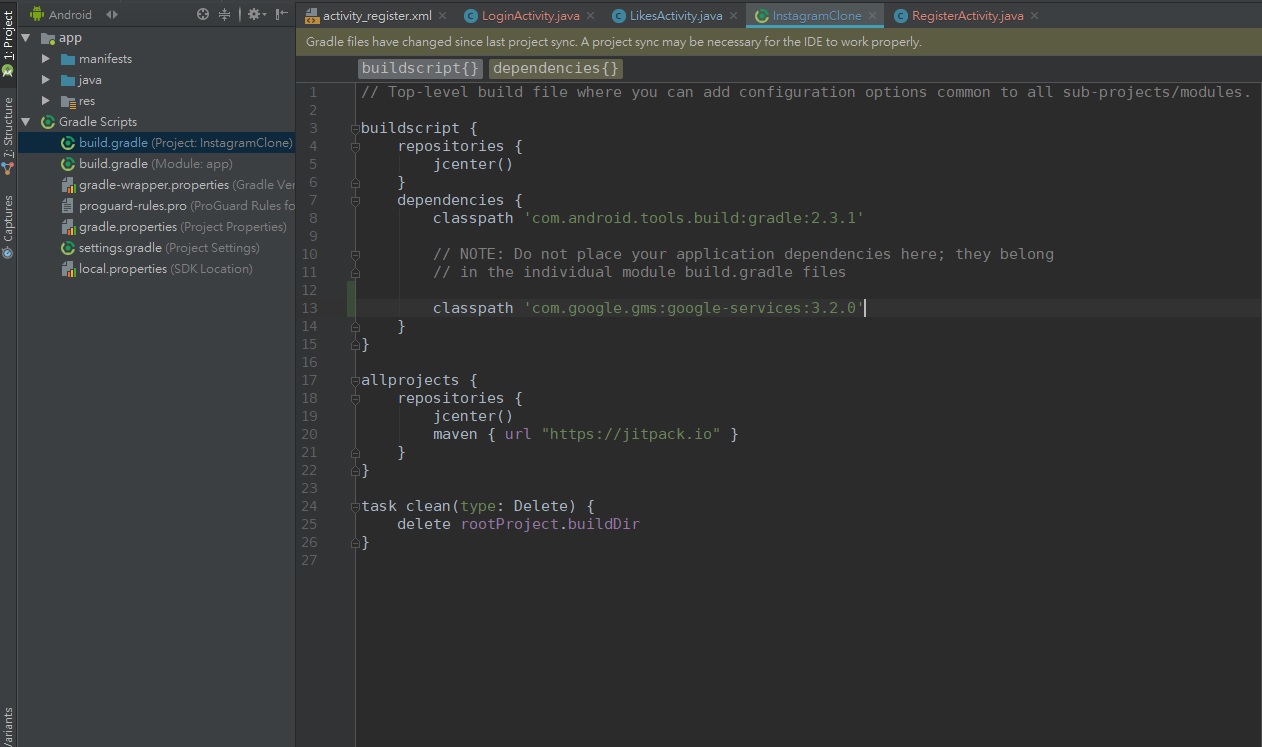 Android
activity_register.xml
LoginActivity.java
LikesActivity.java
InstagramClone
RegisterActivity.java
Gradle files have changed since last project sync. A project sync may be necessary for the IDE to work properly.
buildscript{} dependencies{}
1: Project
7: Structure
Captures
app
manifests
java
res
Gradle Scripts
build.gradle (Project: InstagramClone)
build.gradle (Module: app)
gradle-wrapper.properties (Gradle Ver
proguard-rules.pro (ProGuard Rules fo
gradle.properties (Project Properties)
settings.gradle (Project Settings)
local.properties (SDK Location)
1 // Top-level build file where you can add configuration options common to all sub-projects/modules.
2
3 buildscript {
4 repositories {
5 jcenter()
6 }
7 dependencies {
8 classpath 'com.android.tools.build:gradle:2.3.1'
9
10 // NOTE: Do not place your application dependencies here; they belong
11 // in the individual module build.gradle files
12
13 classpath 'com.google.gms:google-services:3.2.0'
14 }
15 }
16
17 allprojects {
18 repositories {
19 jcenter()
20 maven { url "https://jitpack.io" }
21 }
22 }
23
24 task clean(type: Delete) {
25 delete rootProject.buildDir
26 }
27